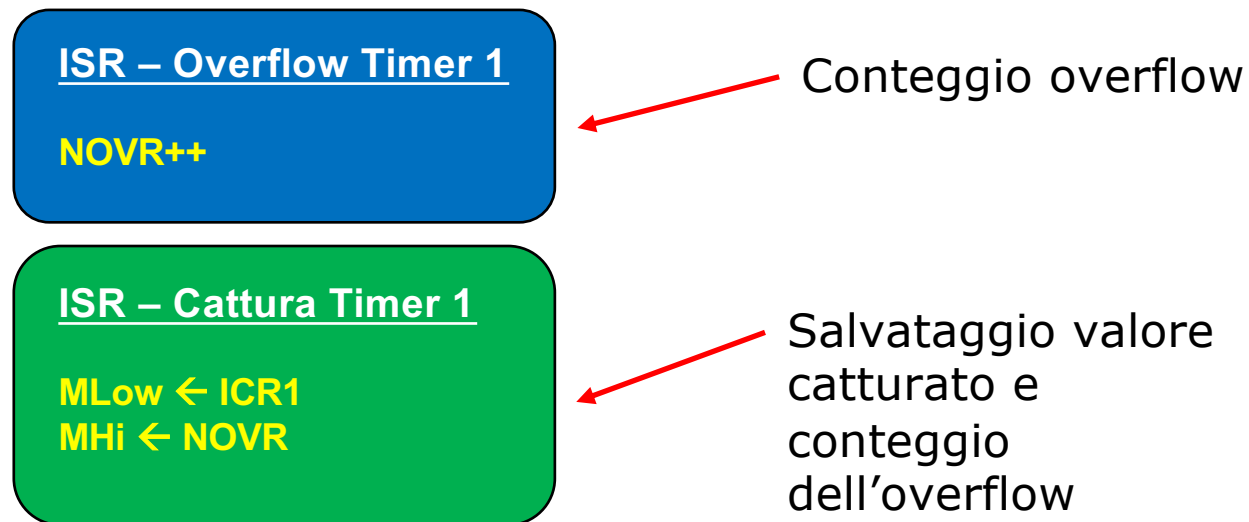 ISR – Overflow Timer 1
Conteggio overflow
NOVR++
ISR – Cattura Timer 1
MLow ← ICR1
MHi ← NOVR
Salvataggio valore
catturato e
conteggio
dell’overflow